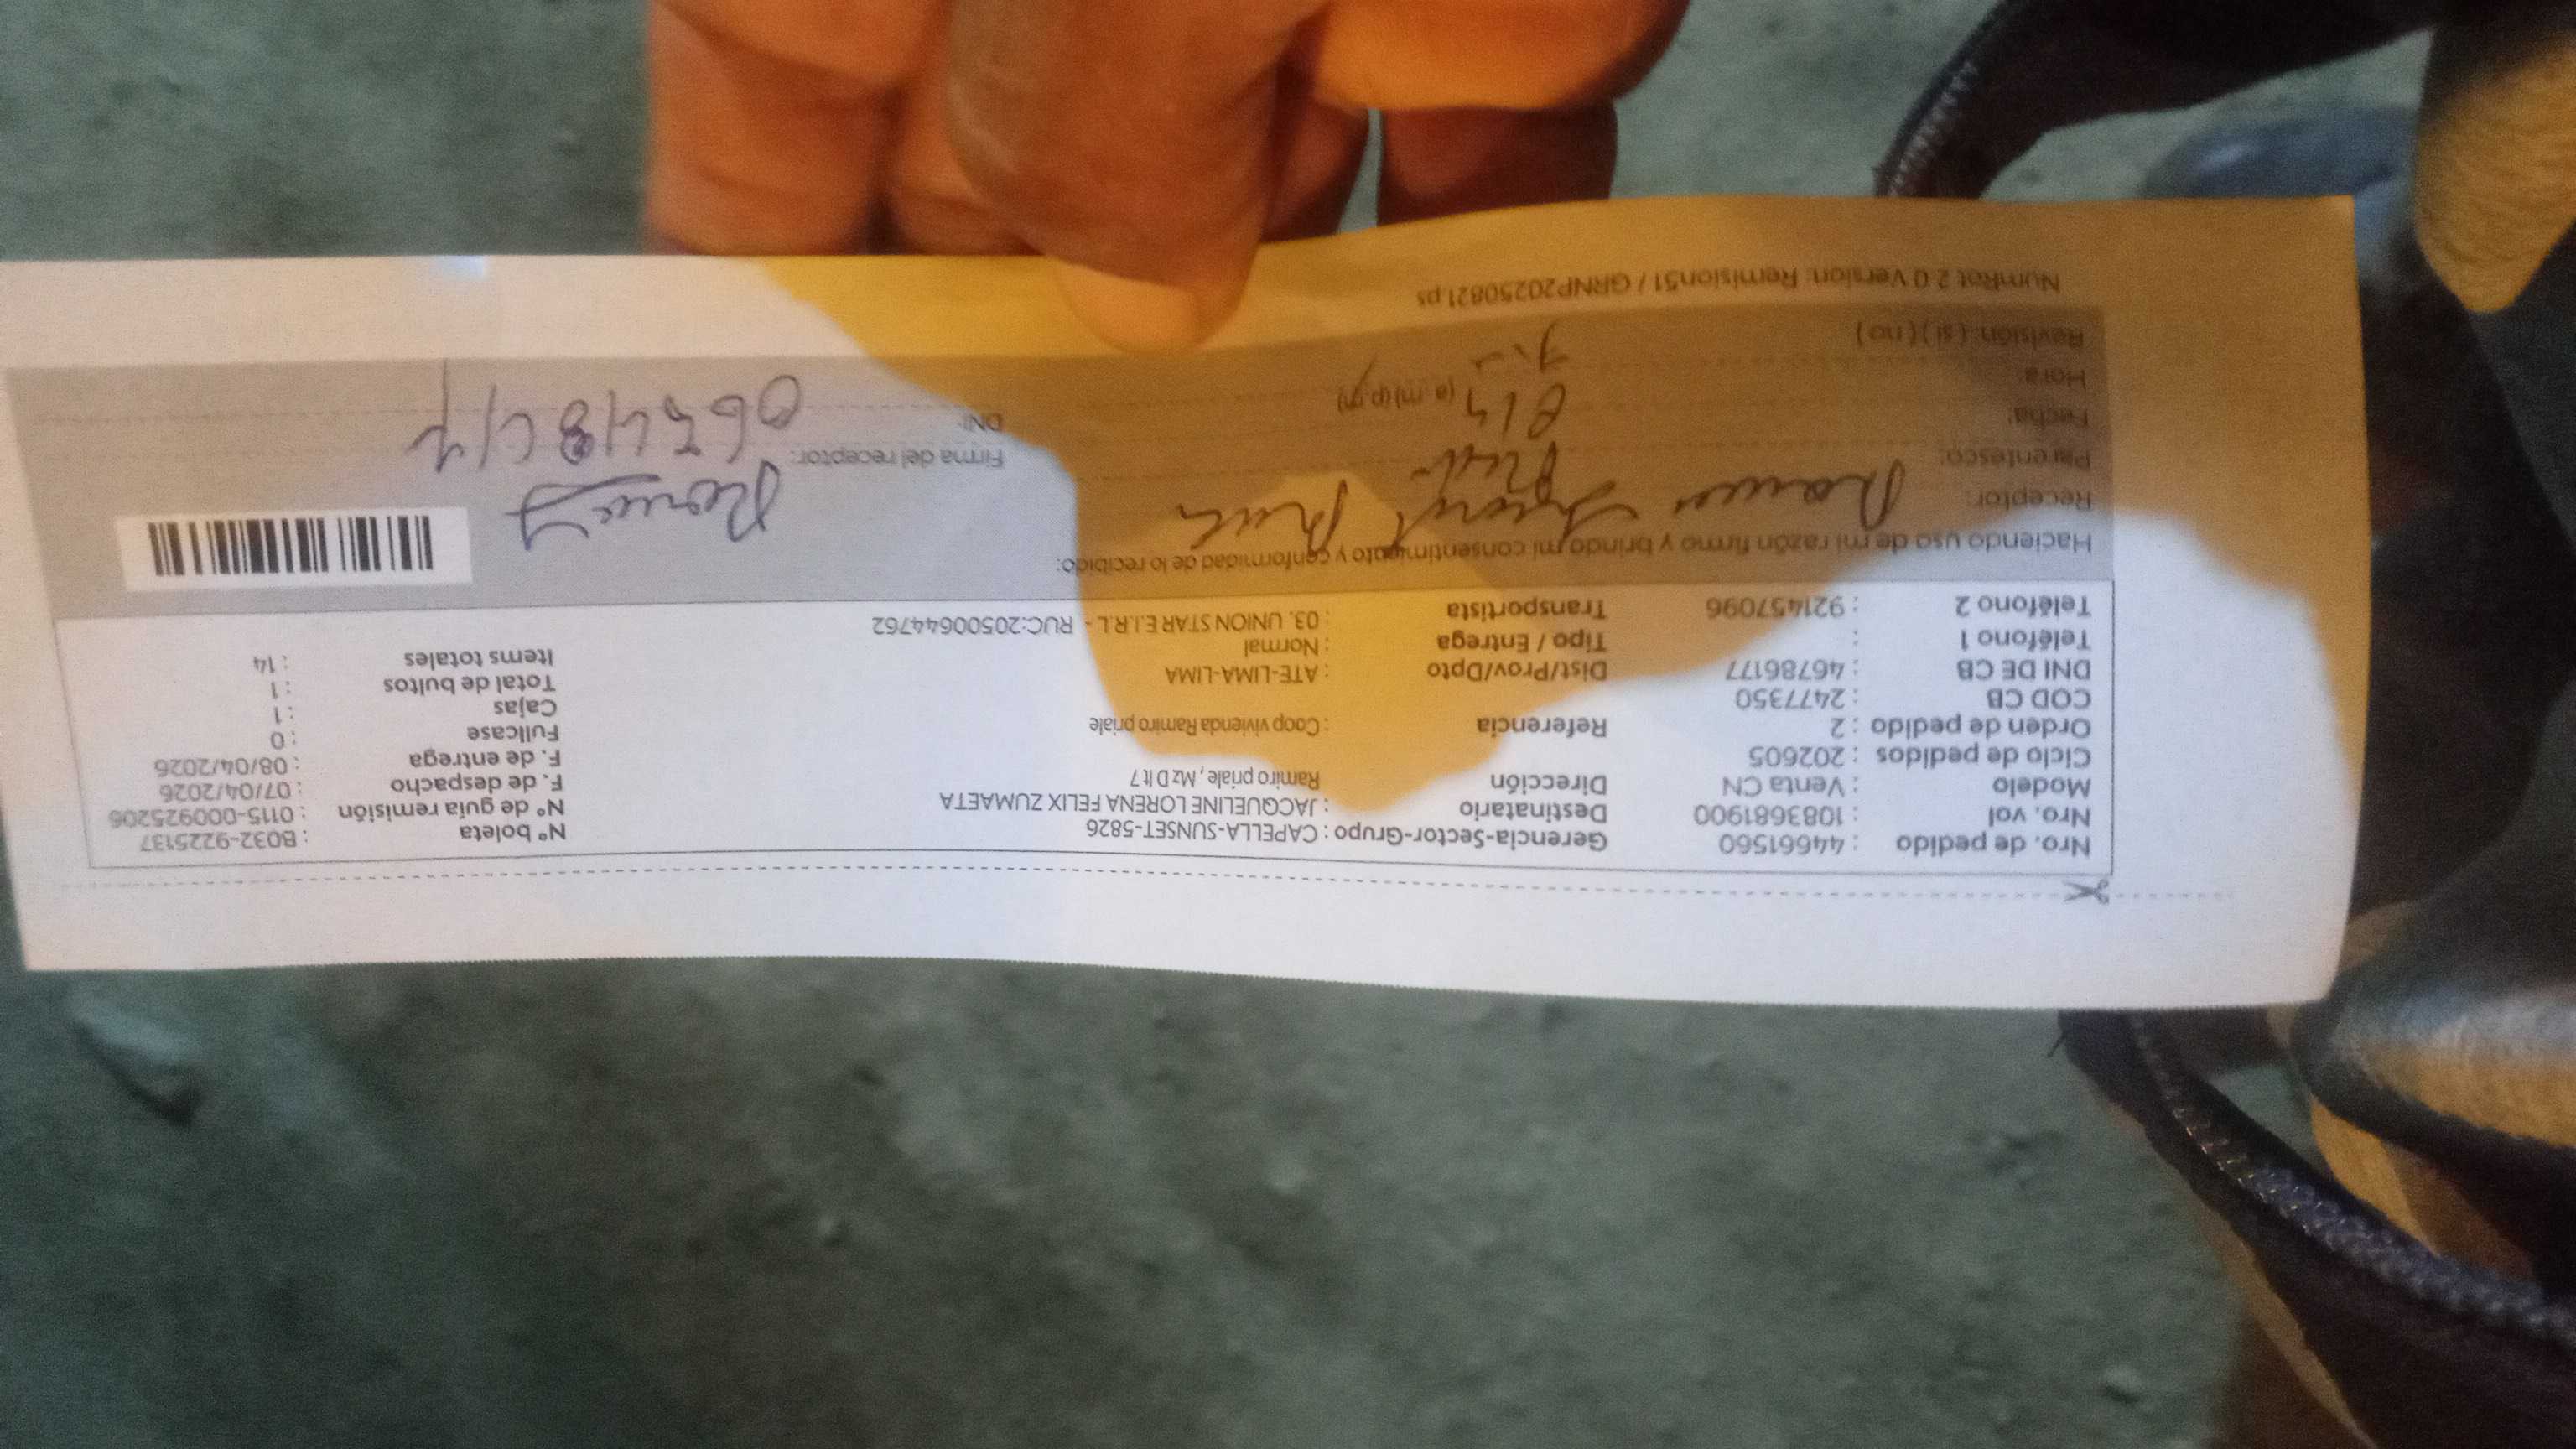 Nro. de pedido : 44661560 Gerencia-Sector-Grupo : CAPELLA-SUNSET-5826 N° boleta : B032-9225137
Nro. vol : 1083681900 Destinatario : JACQUELINE LORENA FELIX ZUMAETA N° de guía remisión : 0115-000925206
Modelo : Venta CN Dirección Ramiro priale , Mz D lt 7 F. de despacho : 07/04/2026
Ciclo de pedidos : 202605 F. de entrega : 08/04/2026
Orden de pedido : 2 Referencia : Coop vivienda Ramiro priale Fullcase : 0
COD CB : 2477350 Cajas : 1
DNI DE CB : 46786177 Dist/Prov/Dpto : ATE-LIMA-LIMA Total de bultos : 1
Teléfono 1 : Tipo / Entrega : Normal Items totales : 14
Teléfono 2 : 921457096 Transportista : 03. UNION STAR E.I.R.L - RUC:20500644762
Haciendo uso de mi razón firmo y brindo mi consentimiento y conformidad de lo recibido:
Receptor:
Parentesco: Firma del receptor:
Fecha: DNI:
Hora: (a. m) (p. m)
Revisión: ( si ) ( no )
NumRot 2.0 Version: Remision51 / GRNP20250821.ps